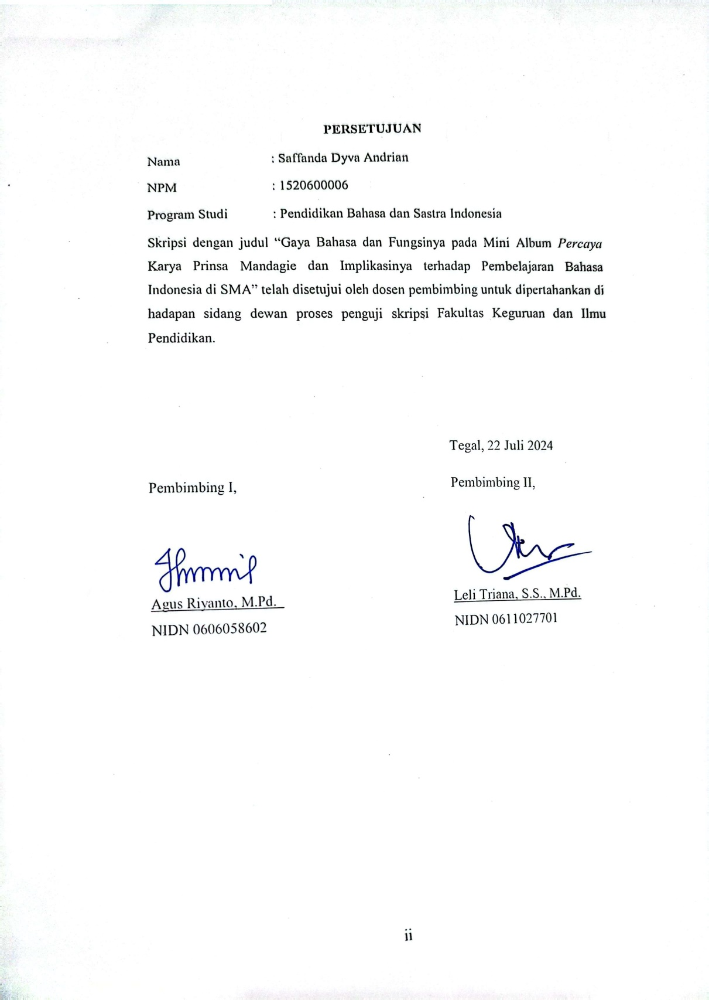 PERSETUJUAN
Nama : Saffanda Dyva Andrian
NPM : 1520600006
Program Studi : Pendidikan Bahasa dan Sastra Indonesia
Skripsi dengan judul “Gaya Bahasa dan Fungsinya pada Mini Album Percaya
Karya Prinsa Mandagie dan Implikasinya terhadap Pembelajaran Bahasa
Indonesia di SMA” telah disetujui oleh dosen pembimbing untuk dipertahankan di
hadapan sidang dewan proses penguji skripsi Fakultas Keguruan dan Ilmu
Pendidikan.
Tegal, 22 Juli 2024
Pembimbing I,
Agus Riyanto, M.Pd.
NIDN 0606058602
Pembimbing II,
Leli Triana, S.S., M.Pd.
NIDN 0611027701
ii